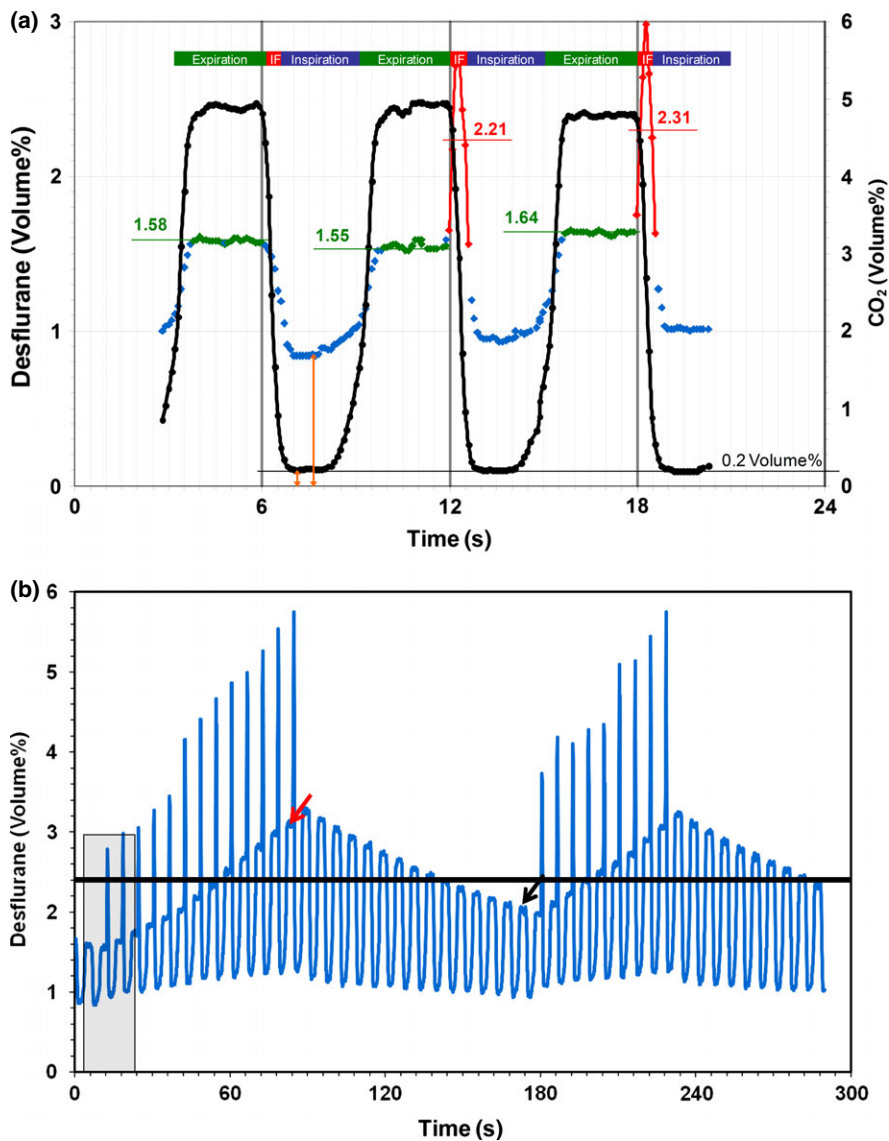 (a)
3
6
Expiration IF Inspiration Expiration IF Inspiration Expiration IF Inspiration
5
2.21
2.31
2
4
1.58
1.55
1.64
3
1
2
1
0.2 Volume%
0
0
0 6 12 18 24
Time (s)
Desflurane (Volume%)
CO₂ (Volume%)
(b)
6
5
4
3
2
1
0
0 60 120 180 240 300
Time (s)
Desflurane (Volume%)